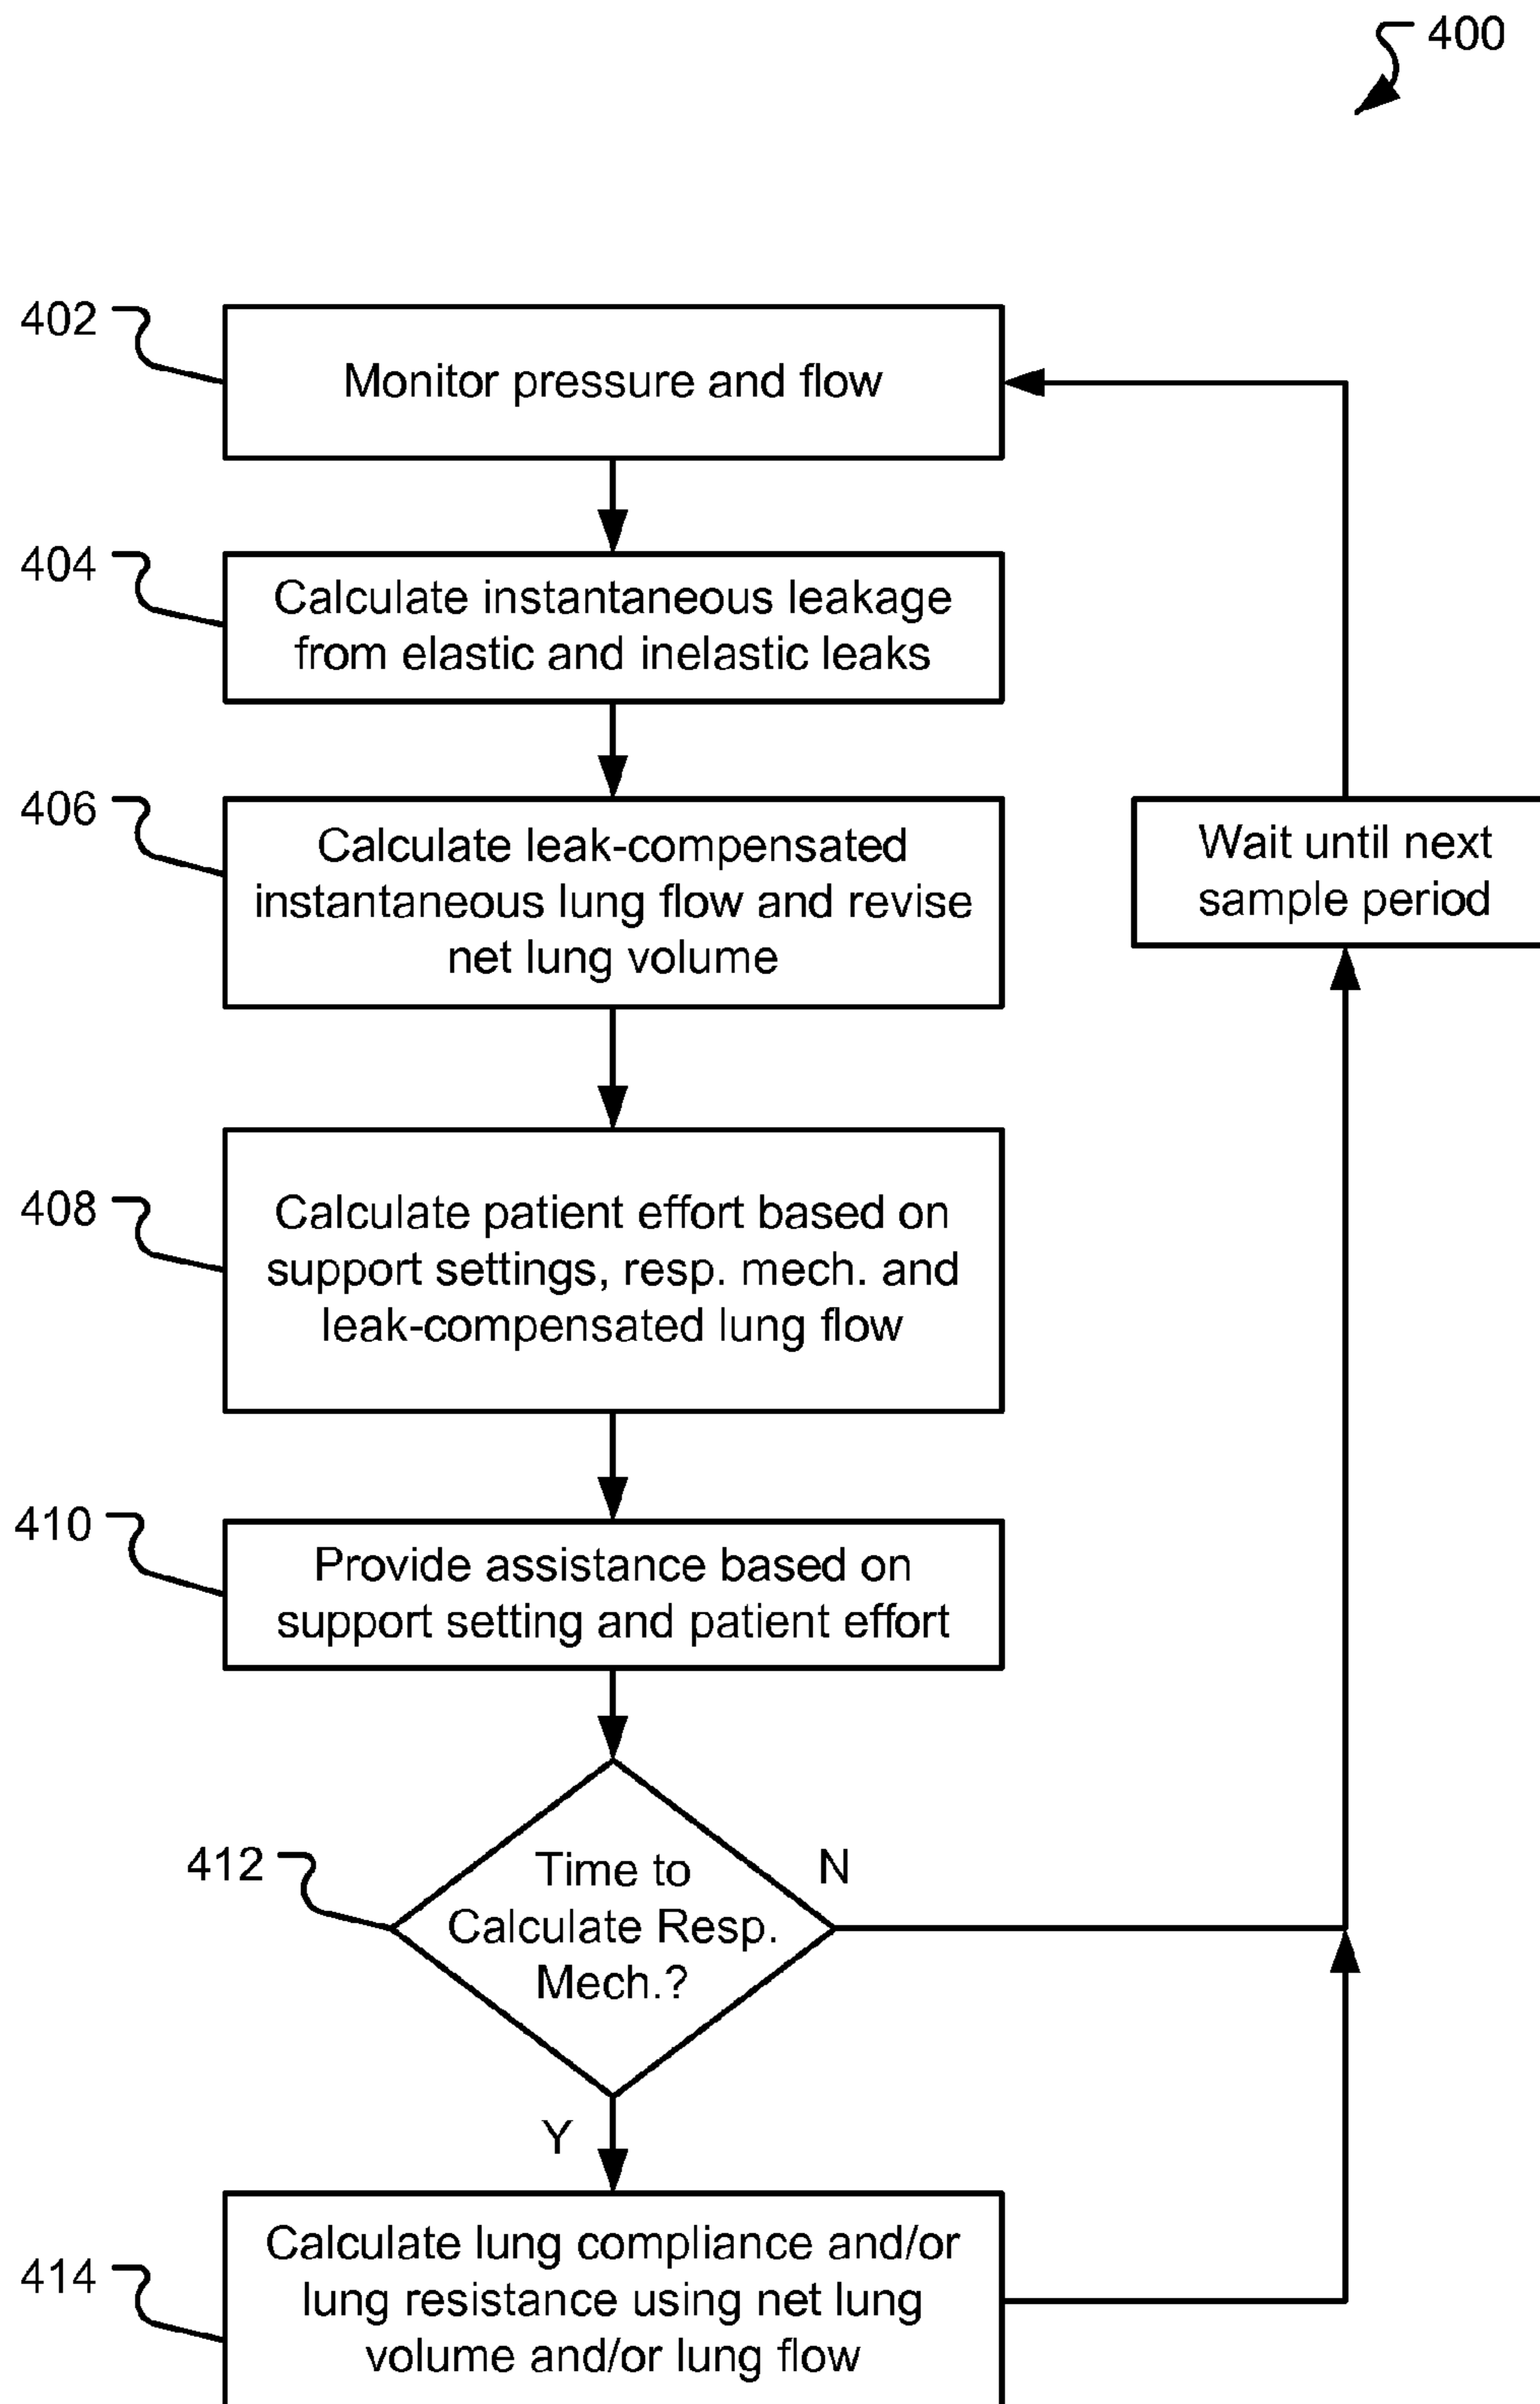 400
402
Monitor pressure and flow
404
Calculate instantaneous leakage
from elastic and inelastic leaks
406
Calculate leak-compensated
instantaneous lung flow and revise
net lung volume
Wait until next
sample period
408
Calculate patient effort based on
support settings, resp. mech. and
leak-compensated lung flow
410
Provide assistance based on
support setting and patient effort
412
Time to
Calculate Resp.
Mech.?
N
Y
414
Calculate lung compliance and/or
lung resistance using net lung
volume and/or lung flow